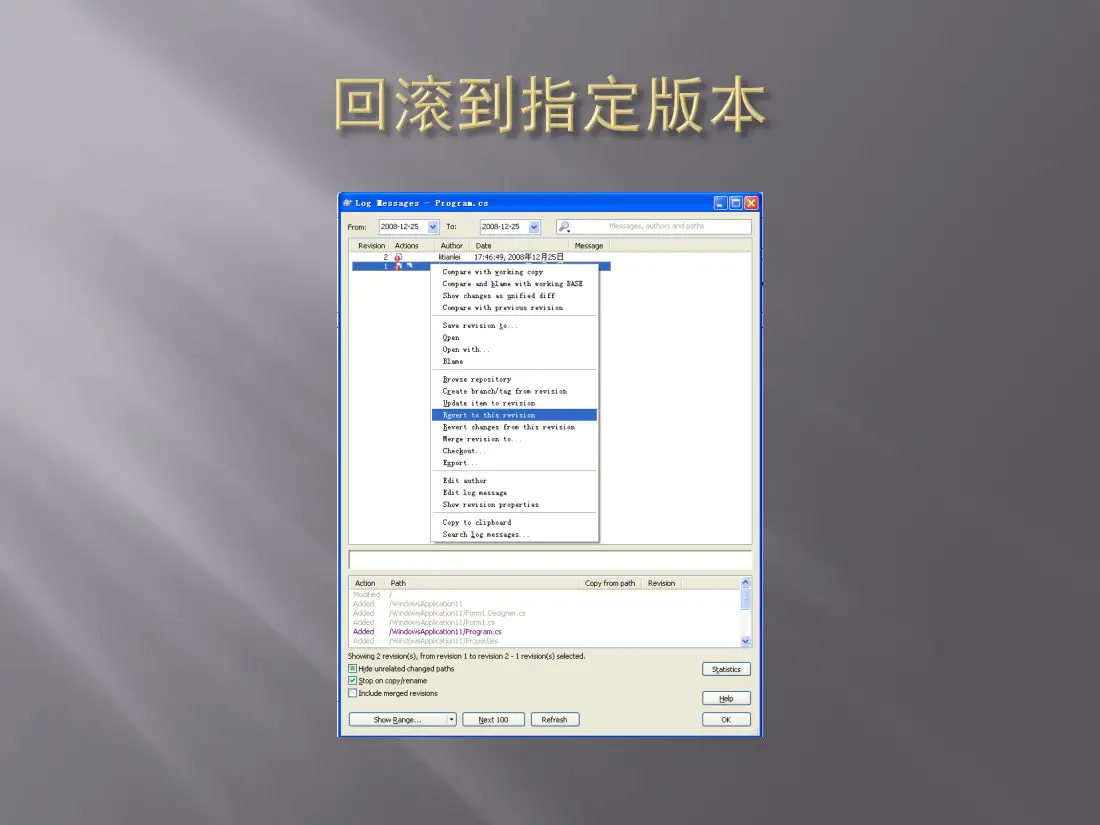 回滚到指定版本
Log Messages - Program.cs
From: 2008-12-25 To: 2008-12-25 Messages, authors and paths
Revision Actions Author Date Message
2 litianlei 17:46:49, 2008年12月25日
1
Compare with working copy
Compare and blame with working BASE
Show changes as unified diff
Compare with previous revision
Save revision to...
Open
Open with...
Blame
Browse repository
Create branch/tag from revision
Update item to revision
Revert to this revision
Revert changes from this revision
Merge revision to...
Checkout...
Export...
Edit author
Edit log message
Show revision properties
Copy to clipboard
Search log messages...
Action Path Copy from path Revision
Modified /
Added /WindowsApplication11
Added /WindowsApplication11/Form1.Designer.cs
Added /WindowsApplication11/Form1.cs
Added /WindowsApplication11/Program.cs
Added /WindowsApplication11/Properties
Showing 2 revision(s), from revision 1 to revision 2 - 1 revision(s) selected.
Hide unrelated changed paths
Statistics
Stop on copy/rename
Include merged revisions
Help
Show Range... Next 100 Refresh OK